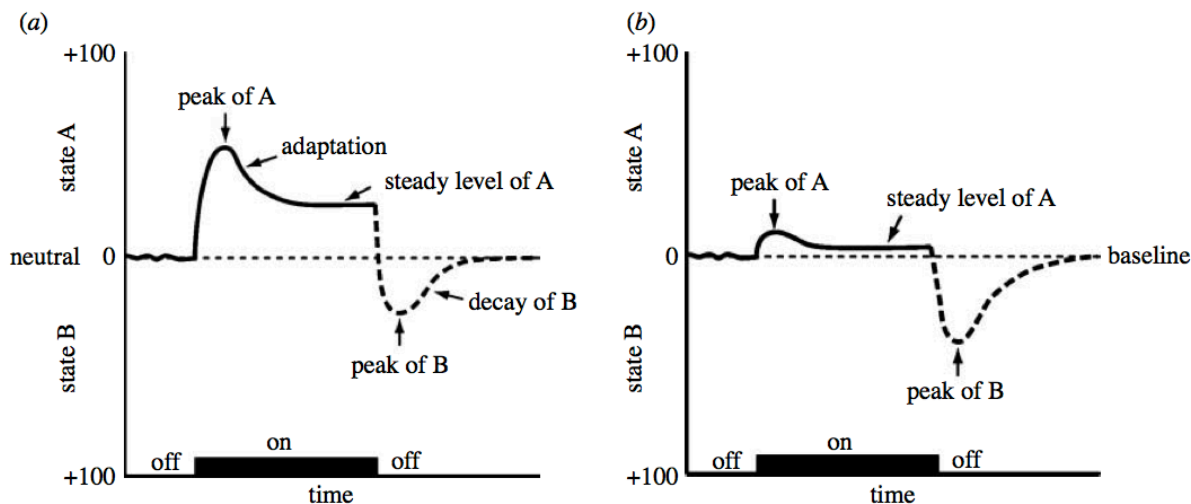 (a)
+100
state A
peak of A
adaptation
steady level of A
neutral 0
state B
decay of B
peak of B
on
off off
+100
time
(b)
+100
state A
peak of A
steady level of A
0 baseline
state B
peak of B
on
off off
+100
time